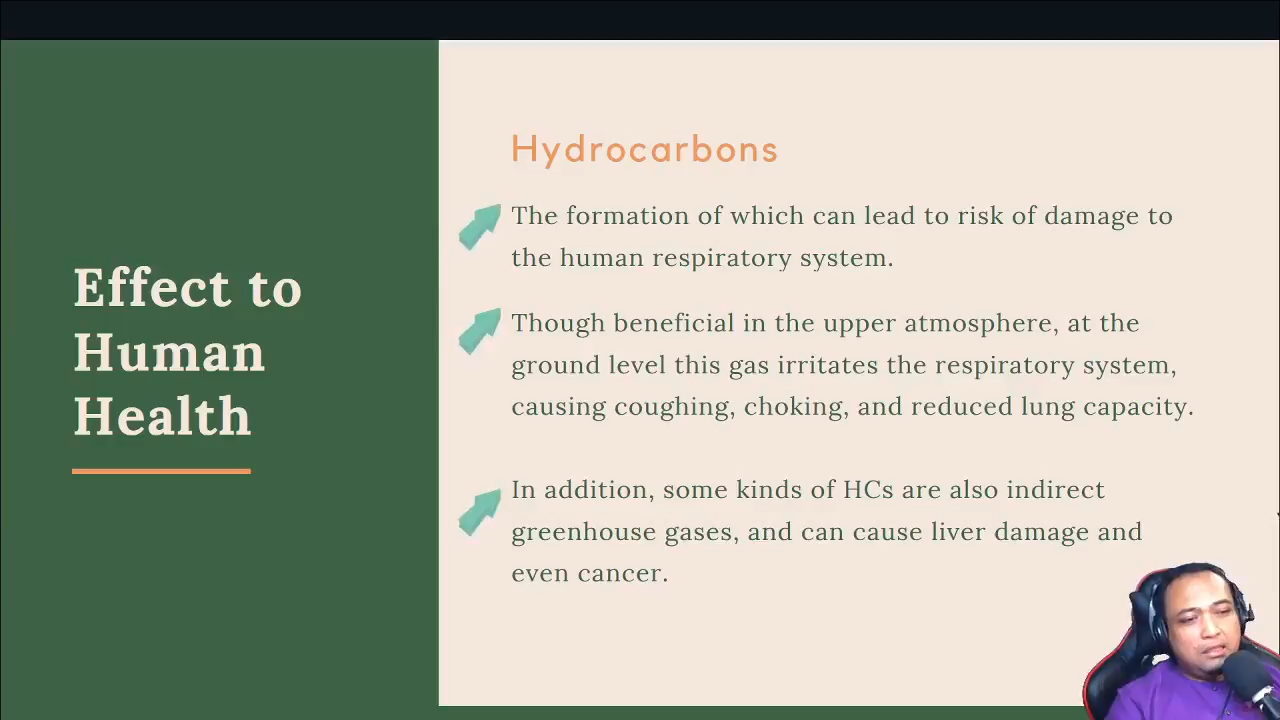 Effect to
Human
Health
Hydrocarbons
The formation of which can lead to risk of damage to
the human respiratory system.
Though beneficial in the upper atmosphere, at the
ground level this gas irritates the respiratory system,
causing coughing, choking, and reduced lung capacity.
In addition, some kinds of HCs are also indirect
greenhouse gases, and can cause liver damage and
even cancer.